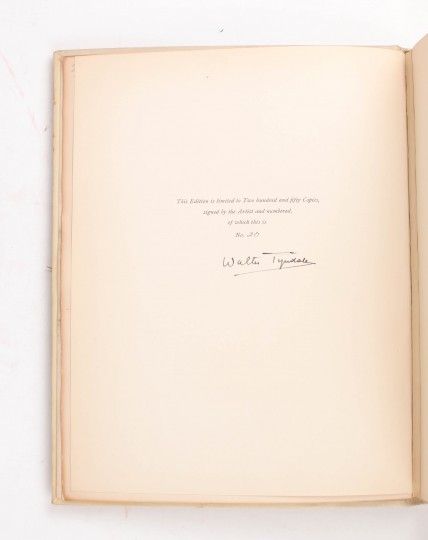 This Edition is limited to Two hundred and fifty Copies,
signed by the Artist and numbered,
of which this is
No.
Walter Tyndale